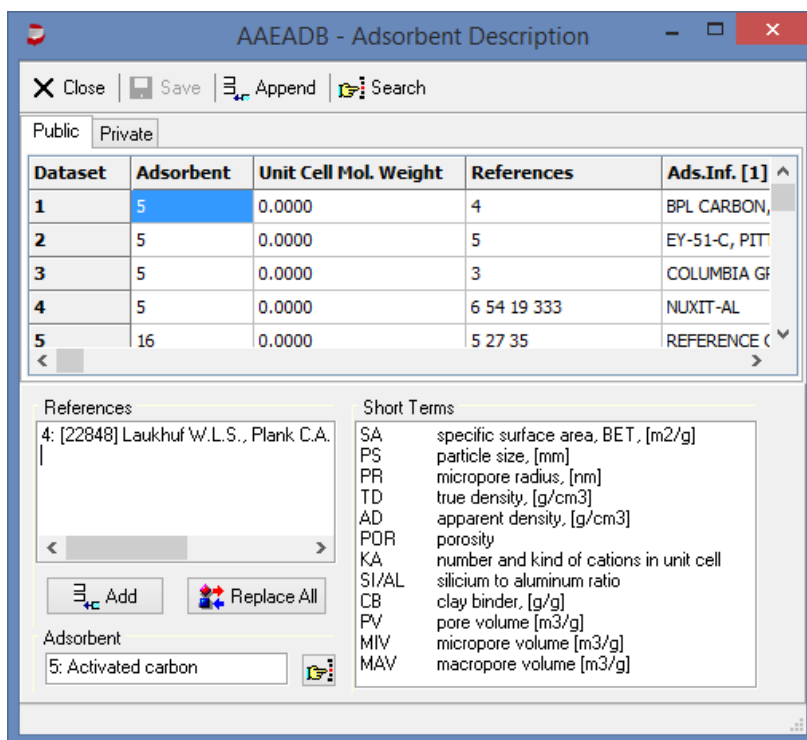 AAEADB - Adsorbent Description
Close Save Append Search
Public Private
Dataset Adsorbent Unit Cell Mol. Weight References Ads.Inf. [1]
1 5 0.0000 4 BPL CARBON,
2 5 0.0000 5 EY-51-C,
3 5 0.0000 3 COLUMBIA
4 5 0.0000 6 54 19 333 NUXIT-AL
5 16 0.0000 5 27 35 REFERENCE
References
4: [22848] Laukhuf W.L.S., Plank C.A.
Add Replace All
Adsorbent
5: Activated carbon
Short Terms
SA specific surface area, BET, [m2/g]
PS particle size, [mm]
PR micropore radius, [nm]
TD true density, [g/cm3]
AD apparent density, [g/cm3]
POR porosity
KA number and kind of cations in unit cell
SI/AL silicium to aluminum ratio
CB clay binder, [g/g]
PV pore volume [m3/g]
MIV micropore volume [m3/g]
MAV macropore volume [m3/g]